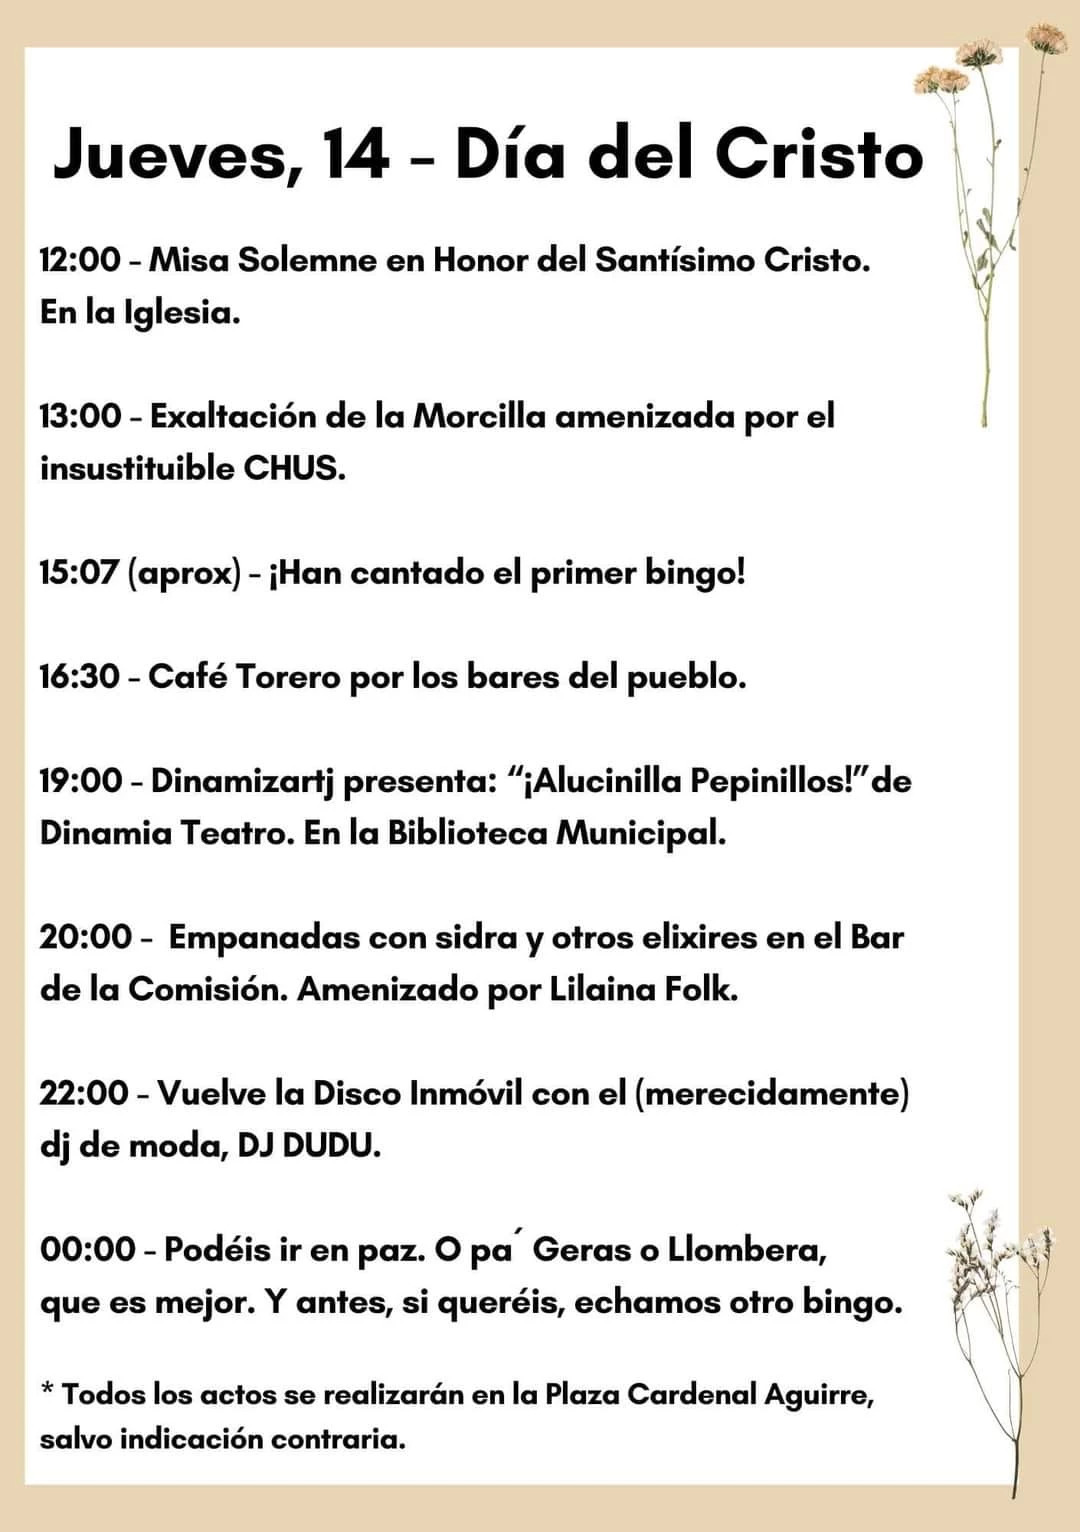 Jueves, 14 - Día del Cristo
12:00 - Misa Solemne en Honor del Santísimo Cristo.
En la Iglesia.
13:00 - Exaltación de la Morcilla amenizada por el
insustituible CHUS.
15:07 (aprox) - ¡Han cantado el primer bingo!
16:30 - Café Torero por los bares del pueblo.
19:00 - Dinamizartj presenta: “¡Alucinilla Pepinillos!”de
Dinamia Teatro. En la Biblioteca Municipal.
20:00 -  Empanadas con sidra y otros elixires en el Bar
de la Comisión. Amenizado por Lilaina Folk.
22:00 - Vuelve la Disco Inmóvil con el (merecidamente)
dj de moda, DJ DUDU.
00:00 - Podéis ir en paz. O pa´ Geras o Llombera,
que es mejor. Y antes, si queréis, echamos otro bingo.
* Todos los actos se realizarán en la Plaza Cardenal Aguirre,
salvo indicación contraria.